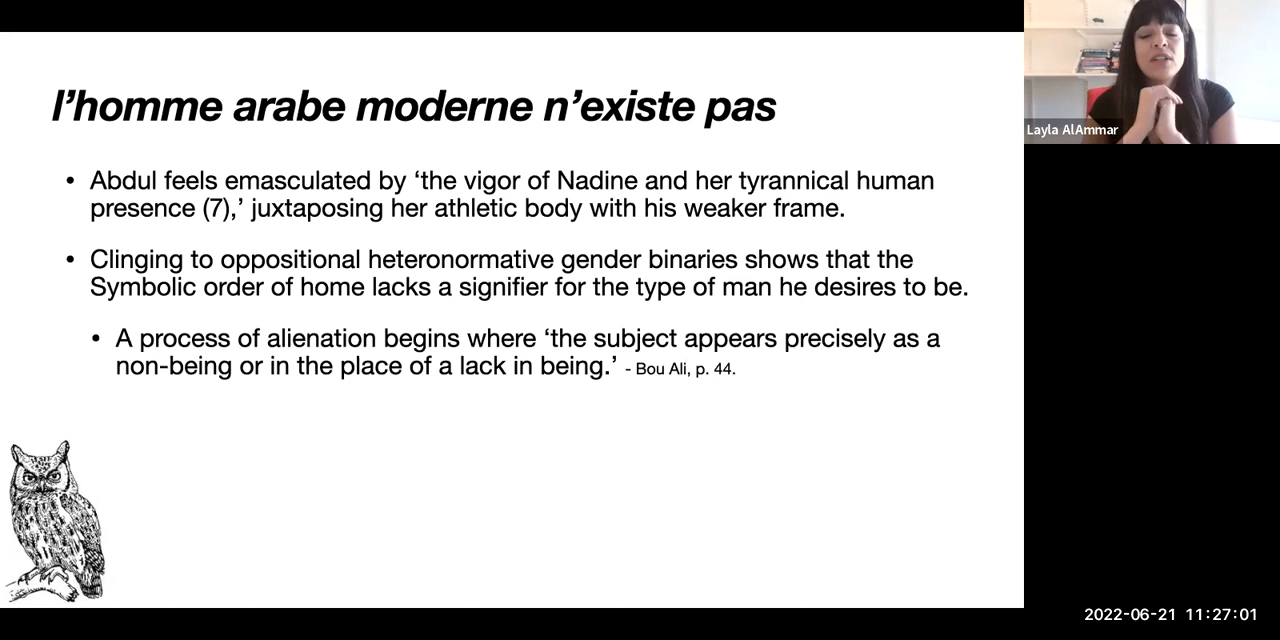 l’homme arabe moderne n’existe pas
• Abdul feels emasculated by ‘the vigor of Nadine and her tyrannical human
presence (7),’ juxtaposing her athletic body with his weaker frame.
• Clinging to oppositional heteronormative gender binaries shows that the
Symbolic order of home lacks a signifier for the type of man he desires to be.
• A process of alienation begins where ‘the subject appears precisely as a
non-being or in the place of a lack in being.’ - Bou Ali, p. 44.
Layla AlAmmar
2022-06-21 11:27:01